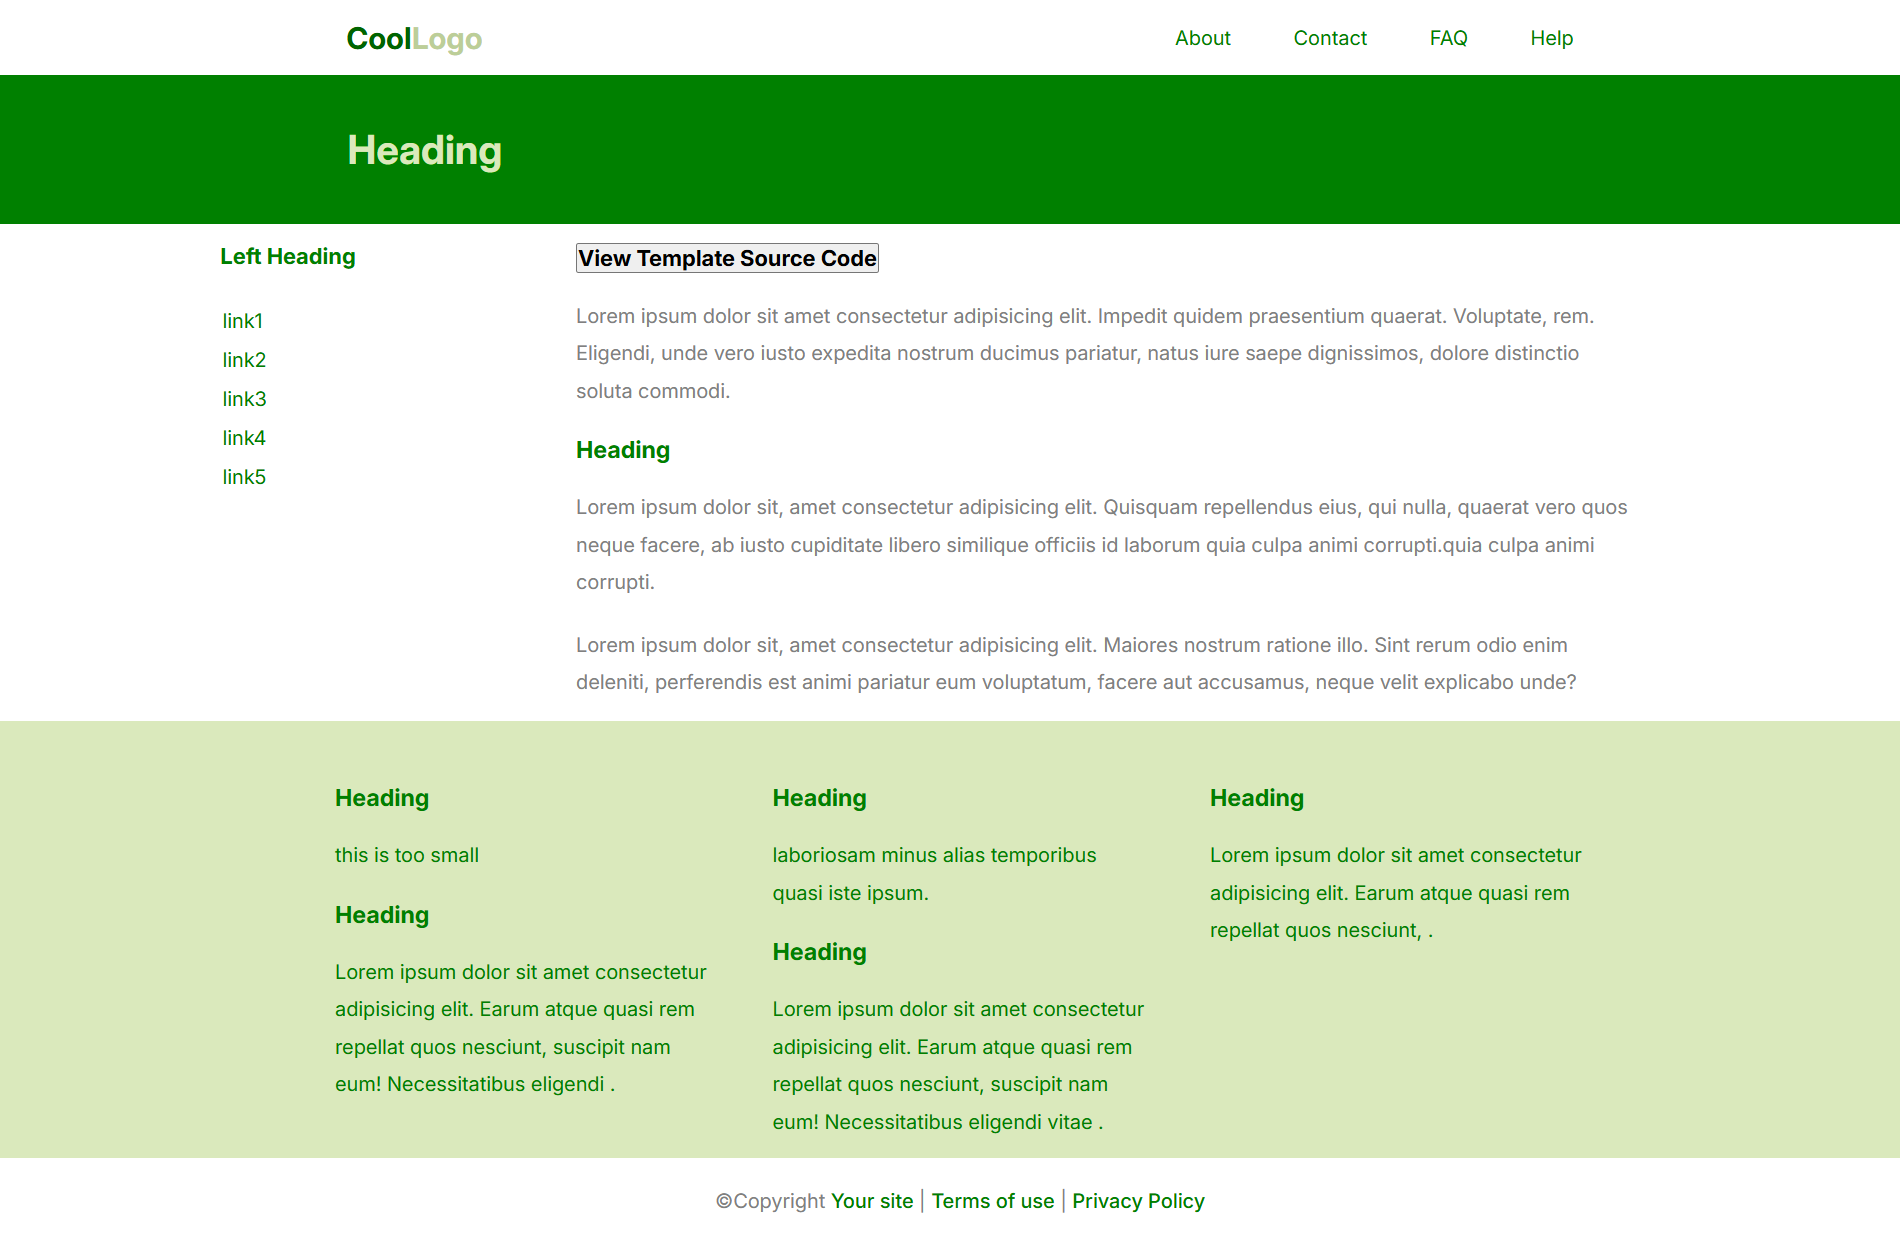 CoolLogo
About Contact FAQ Help
Heading
Left Heading
link1
link2
link3
link4
link5
View Template Source Code
Lorem ipsum dolor sit amet consectetur adipisicing elit. Impedit quidem praesentium quaerat. Voluptate, rem.
Eligendi, unde vero iusto expedita nostrum ducimus pariatur, natus iure saepe dignissimos, dolore distinctio
soluta commodi.
Heading
Lorem ipsum dolor sit, amet consectetur adipisicing elit. Quisquam repellendus eius, qui nulla, quaerat vero quos
neque facere, ab iusto cupiditate libero similique officiis id laborum quia culpa animi corrupti.quia culpa animi
corrupti.
Lorem ipsum dolor sit, amet consectetur adipisicing elit. Maiores nostrum ratione illo. Sint rerum odio enim
deleniti, perferendis est animi pariatur eum voluptatum, facere aut accusamus, neque velit explicabo unde?
Heading
this is too small
Heading
Lorem ipsum dolor sit amet consectetur
adipisicing elit. Earum atque quasi rem
repellat quos nesciunt, suscipit nam
eum! Necessitatibus eligendi .
Heading
laboriosam minus alias temporibus
quasi iste ipsum.
Heading
Lorem ipsum dolor sit amet consectetur
adipisicing elit. Earum atque quasi rem
repellat quos nesciunt, suscipit nam
eum! Necessitatibus eligendi vitae .
Heading
Lorem ipsum dolor sit amet consectetur
adipisicing elit. Earum atque quasi rem
repellat quos nesciunt, .
©Copyright Your site | Terms of use | Privacy Policy